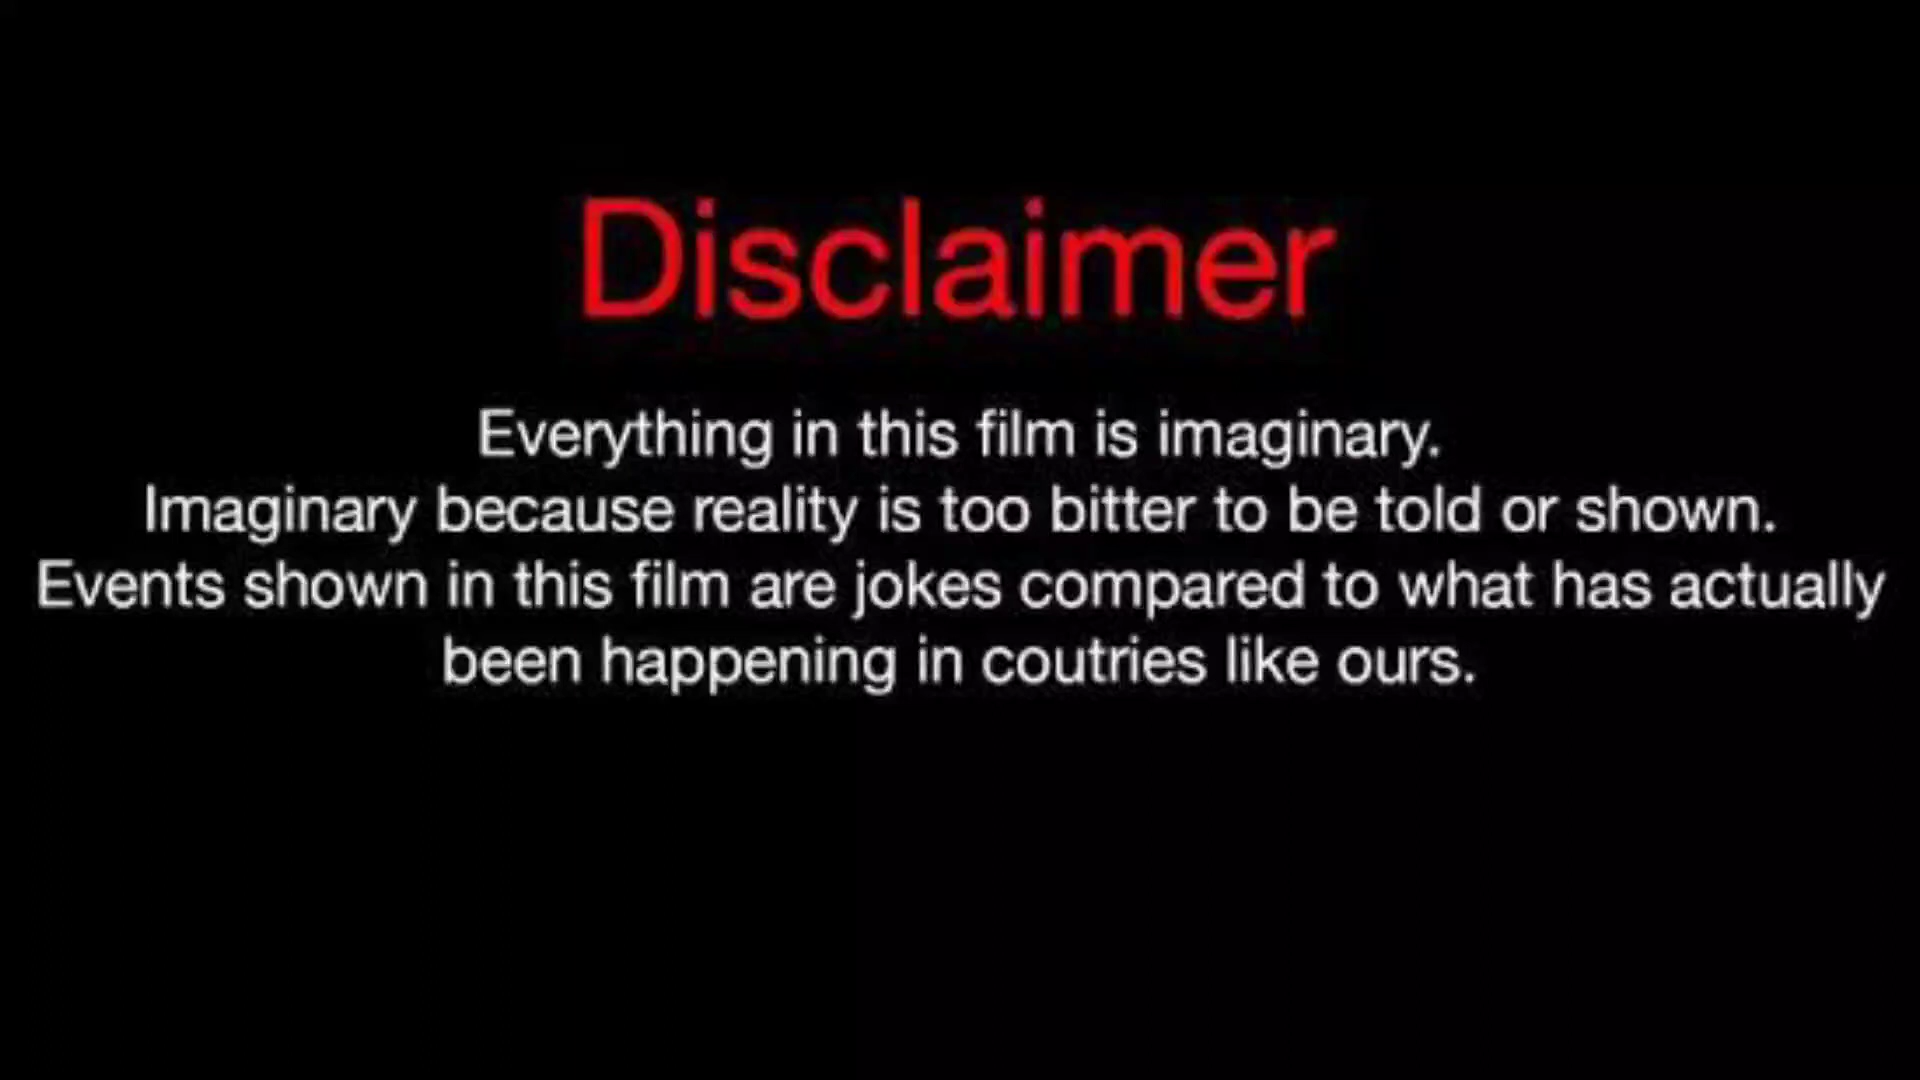 Disclaimer
Everything in this film is imaginary.
Imaginary because reality is too bitter to be told or shown.
Events shown in this film are jokes compared to what has actually
been happening in coutries like ours.